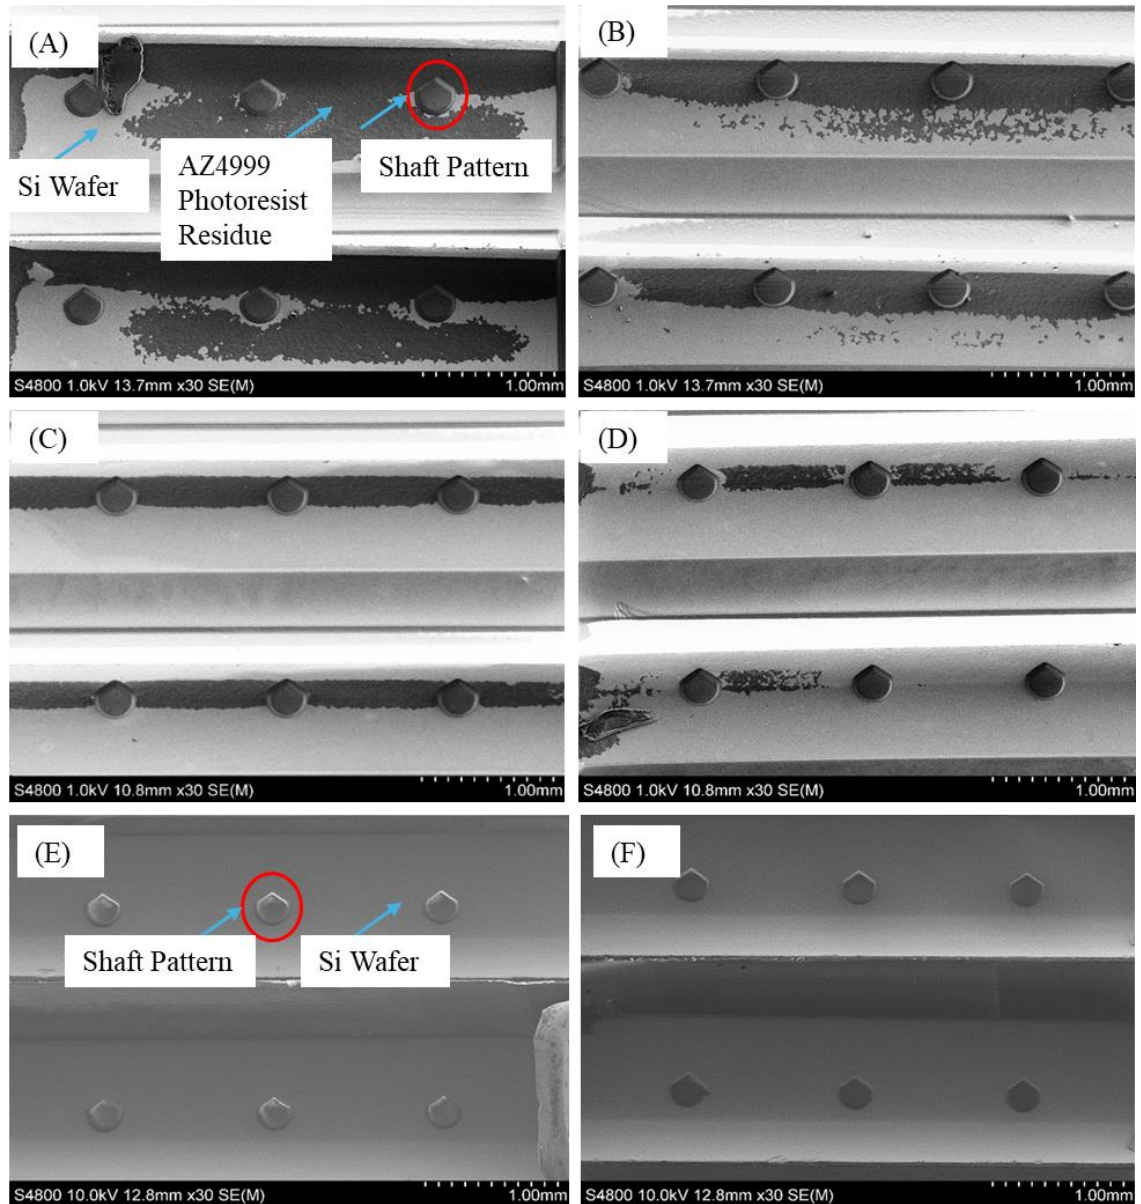 (A)
Si Wafer
AZ4999
Photoresist
Residue
Shaft Pattern
S4800 1.0kV 13.7mm x30 SE(M)
1.00mm
(B)
S4800 1.0kV 13.7mm x30 SE(M)
1.00mm
(C)
S4800 1.0kV 10.8mm x30 SE(M)
1.00mm
(D)
S4800 1.0kV 10.8mm x30 SE(M)
1.00mm
(E)
Shaft Pattern
Si Wafer
S4800 10.0kV 12.8mm x30 SE(M)
1.00mm
(F)
S4800 10.0kV 12.8mm x30 SE(M)
1.00mm